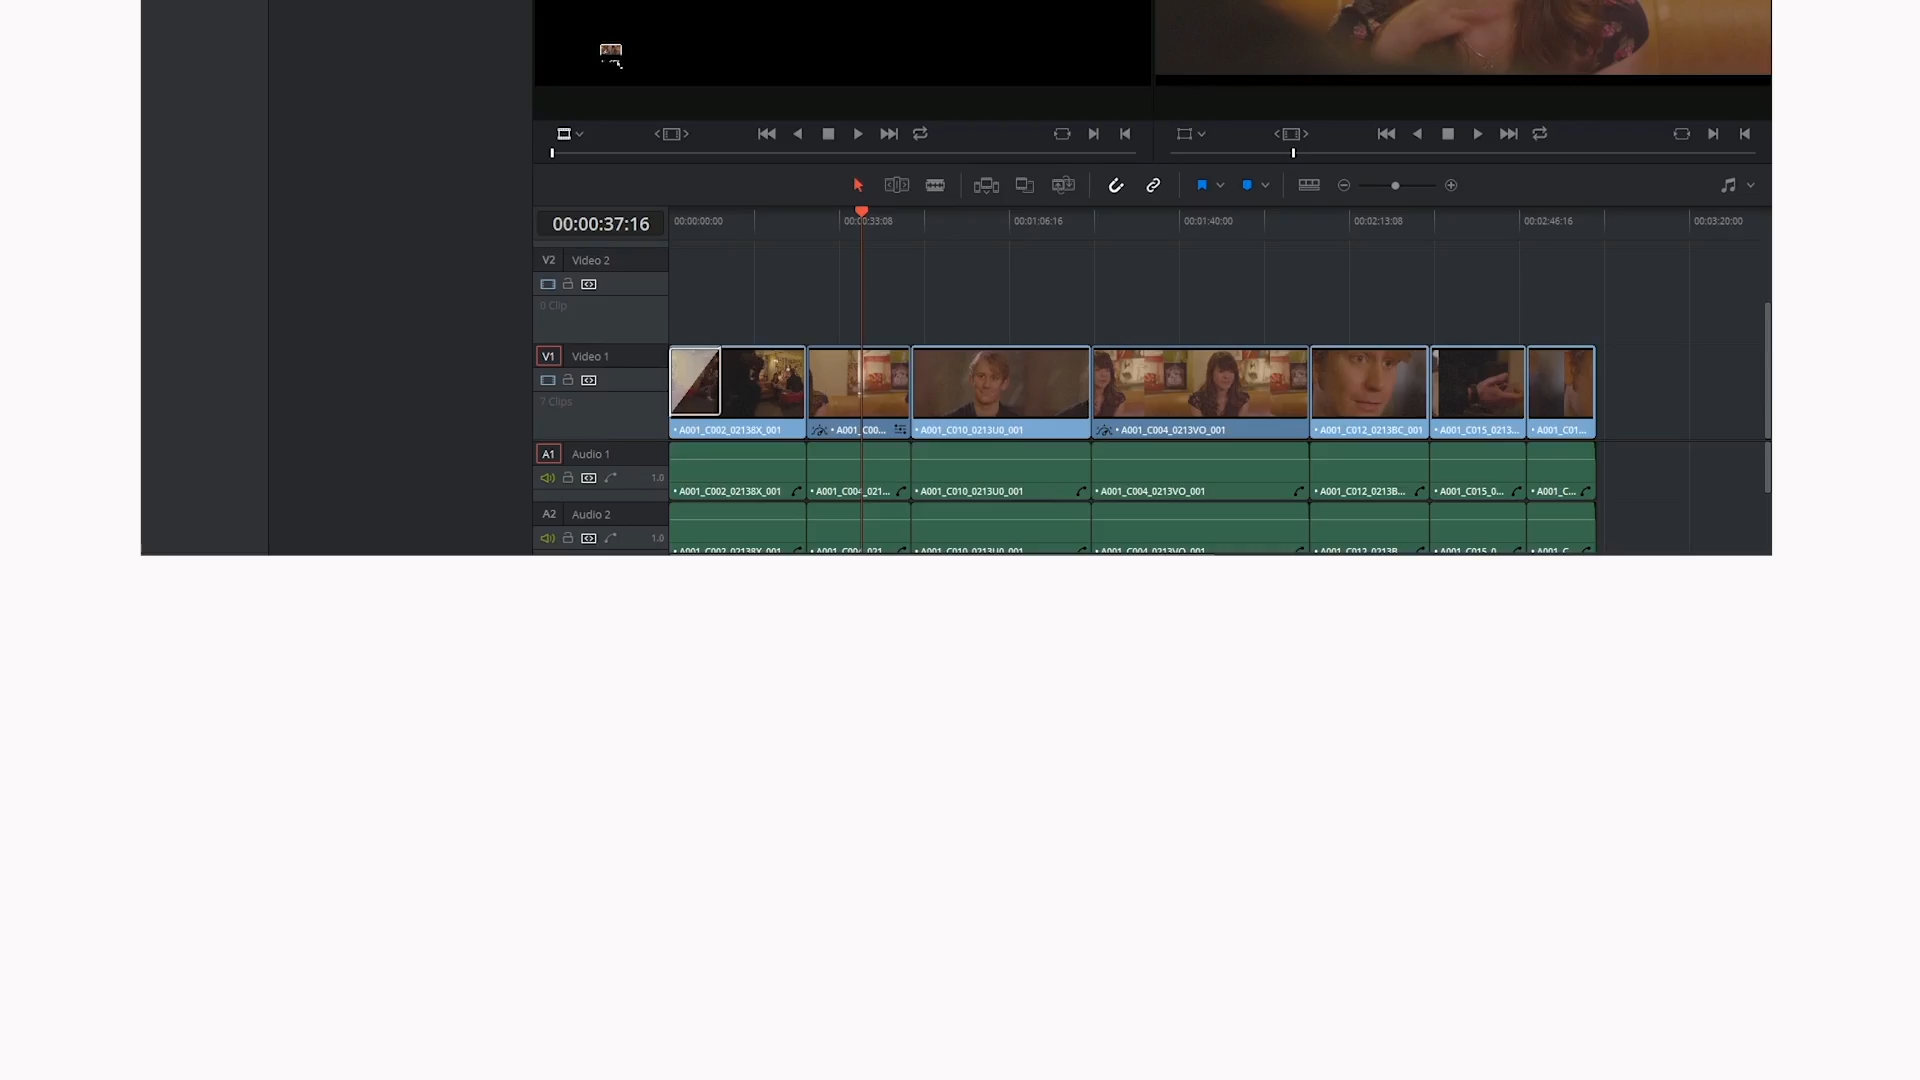 00:00:37:16
00:00:00:00
00:00:33:08
00:01:06:16
00:01:40:00
00:02:13:08
00:02:46:16
00:03:20:00
V2 Video 2
0 Clip
V1 Video 1
7 Clips
• A001_C002_02138X_001
• A001_C00...
• A001_C010_0213U0_001
• A001_C004_0213VO_001
• A001_C012_0213BC_001
• A001_C015_0213...
• A001_C01...
A1 Audio 1
1.0
• A001_C002_02138X_001
• A001_C004_021...
• A001_C010_0213U0_001
• A001_C004_0213VO_001
• A001_C012_0213B...
• A001_C015_0...
• A001_C...
A2 Audio 2
1.0
• A001_C002_02138X_001
• A001_C004_021...
• A001_C010_0213U0_001
• A001_C004_0213VO_001
• A001_C012_0213B...
• A001_C015_0...
• A001_C...